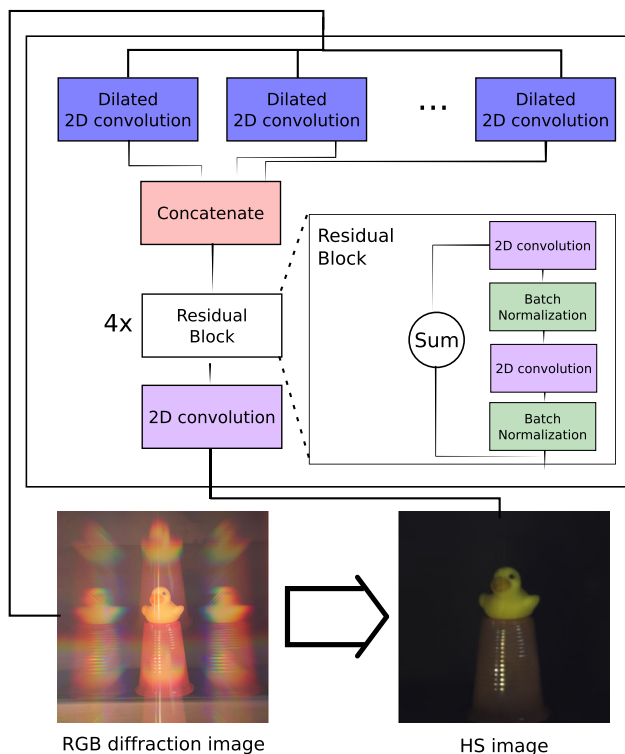 Dilated
2D convolution
Dilated
2D convolution
...
Dilated
2D convolution
Concatenate
4x
Residual
Block
2D convolution
Residual
Block
Sum
2D convolution
Batch
Normalization
2D convolution
Batch
Normalization
RGB diffraction image
HS image